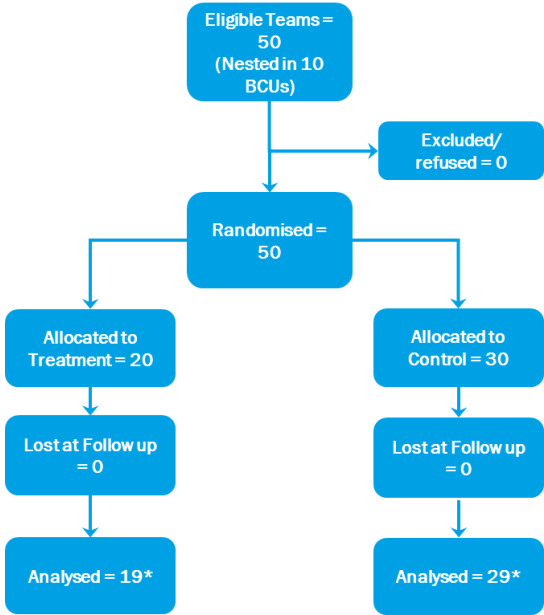 Eligible Teams =
50
(Nested in 10
BCUs)
Excluded/
refused = 0
Randomised =
50
Allocated to
Treatment = 20
Allocated to
Control = 30
Lost at Follow up
= 0
Lost at Follow up
= 0
Analysed = 19*
Analysed = 29*